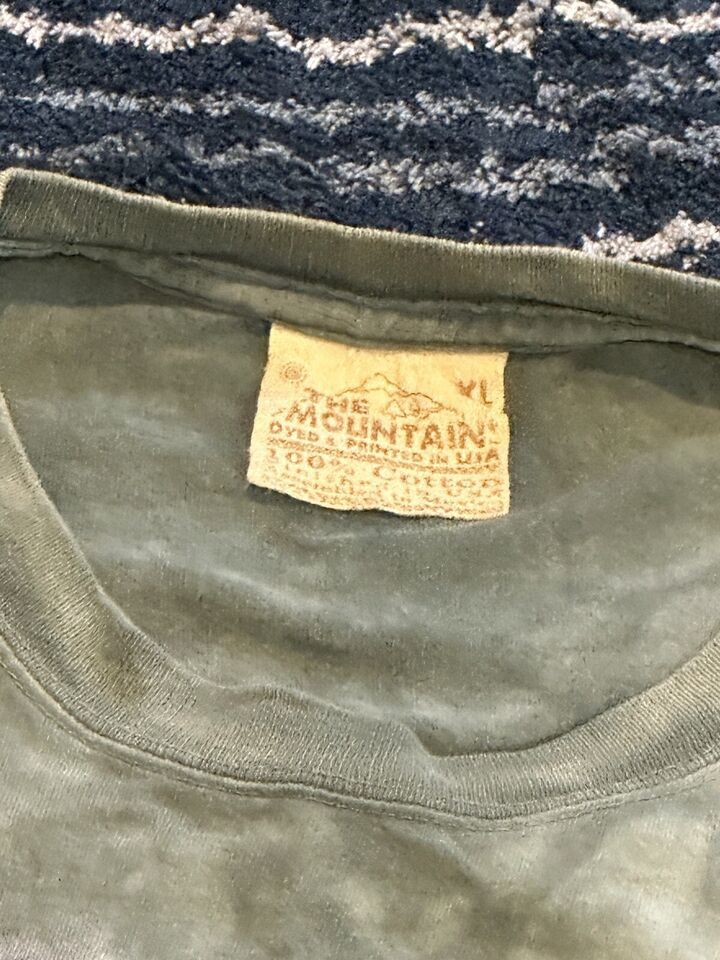 XL
THE
MOUNTAIN
DYED & PRINTED IN USA
100% Cotton